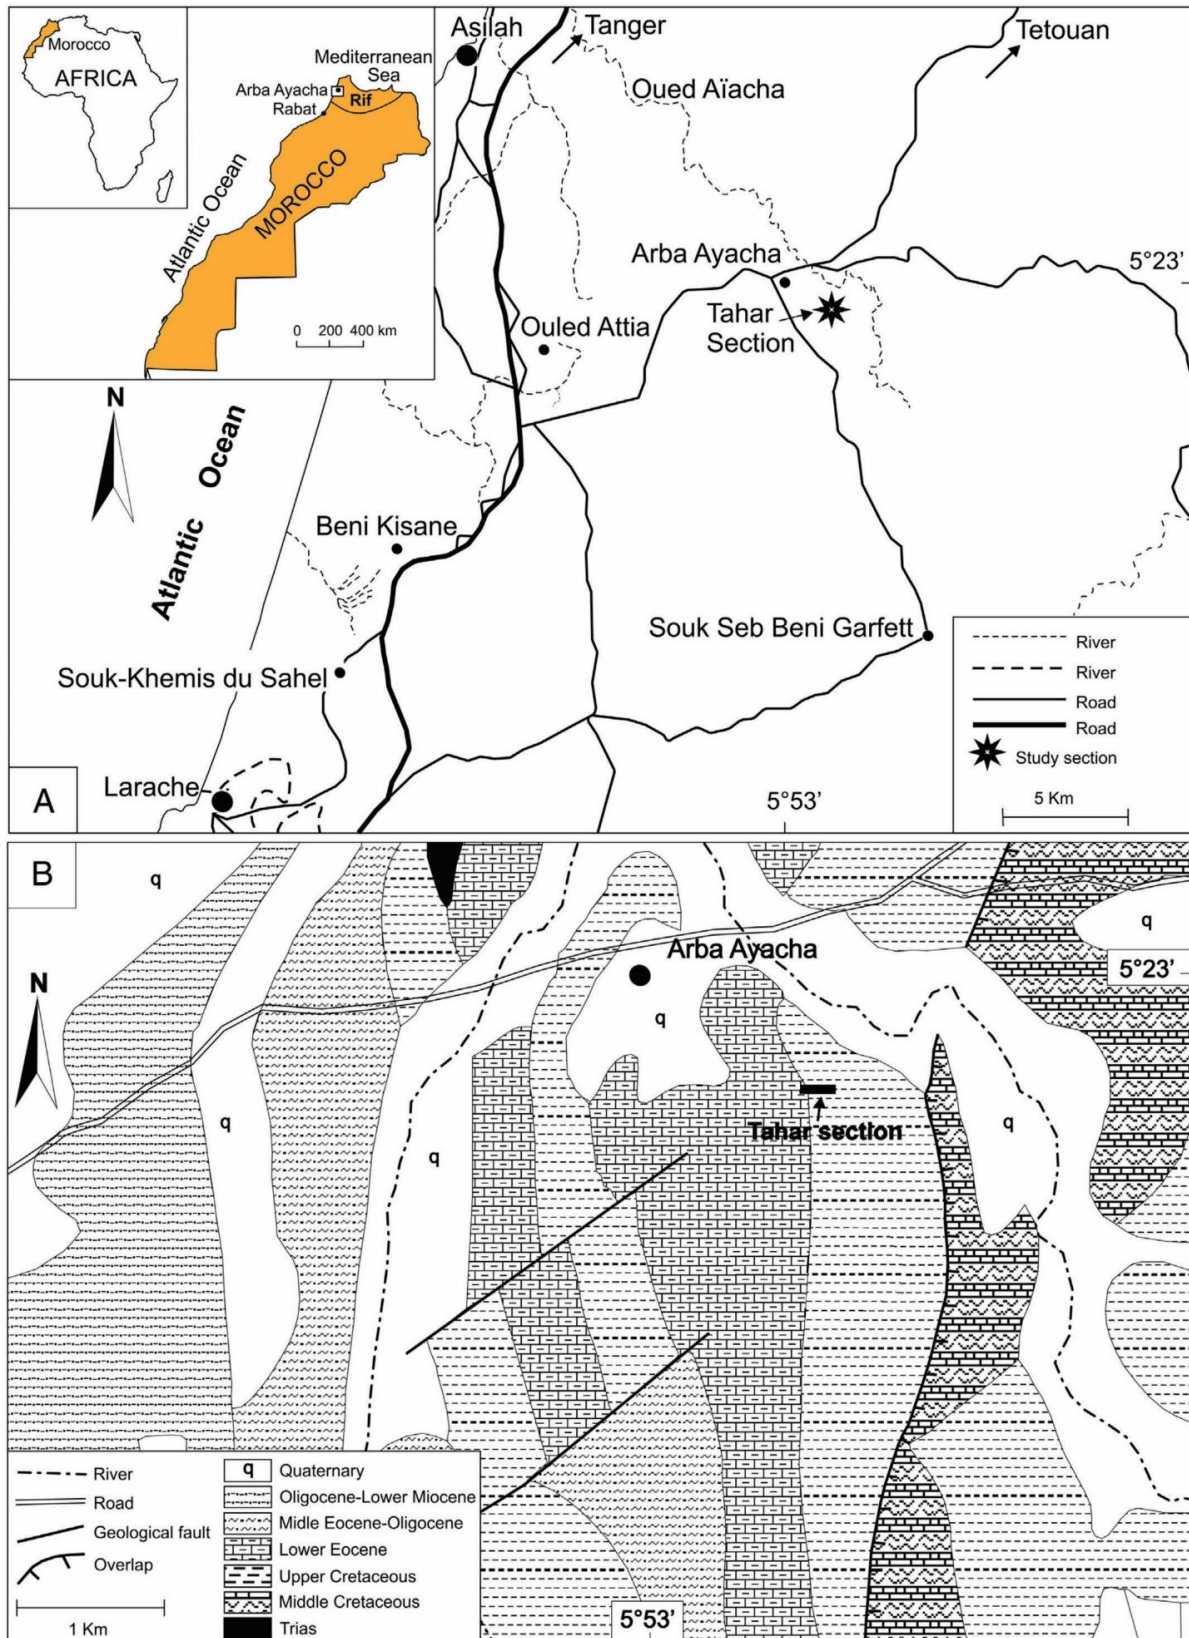 Morocco
AFRICA
Mediterranean
Sea
Arba Ayacha
Rif
Rabat
Atlantic Ocean
MOROCCO
0 200 400 km
Asilah
Tanger
Tetouan
Oued Aïacha
Arba Ayacha
5°23'
Tahar
Section
Ouled Attia
N
Atlantic Ocean
Beni Kisane
Souk Seb Beni Garfett
Souk-Khemis du Sahel
Larache
5°53'
River
River
Road
Road
Study section
5 Km
A
B
q
q
Arba Ayacha
5°23'
N
q
q
Tahar section
q
q
River
Road
Geological fault
Overlap
1 Km
q Quaternary
Oligocene-Lower Miocene
Midle Eocene-Oligocene
Lower Eocene
Upper Cretaceous
Middle Cretaceous
Trias
5°53'